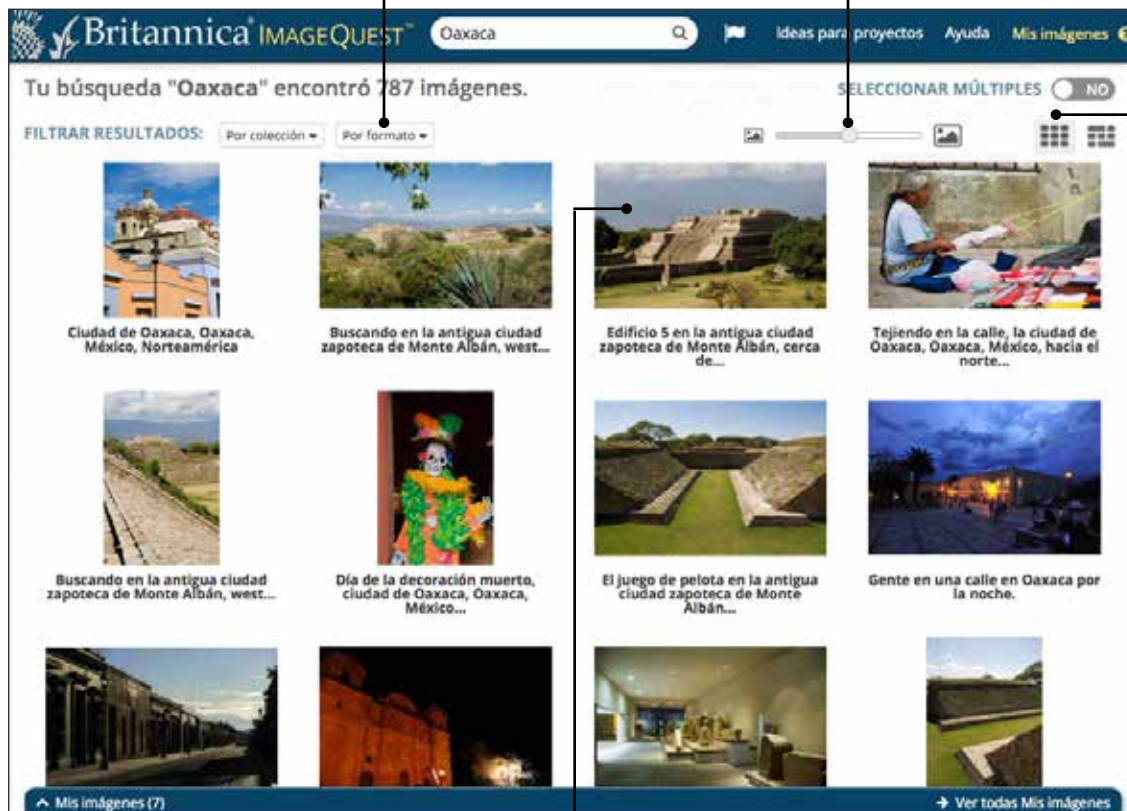 Britannica® IMAGEQUEST™ Oaxaca Ideas para proyectos Ayuda Mis imágenes
Tu búsqueda "Oaxaca" encontró 787 imágenes. SELECCIONAR MÚLTIPLES NO
FILTRAR RESULTADOS: Por colección Por formato
Ciudad de Oaxaca, Oaxaca,
México, Norteamérica
Buscando en la antigua ciudad
zapoteca de Monte Albán, west...
Edificio 5 en la antigua ciudad
zapoteca de Monte Albán, cerca
de...
Tejiendo en la calle, la ciudad de
Oaxaca, Oaxaca, México, hacia el
norte...
Buscando en la antigua ciudad
zapoteca de Monte Albán, west...
Día de la decoración muerto,
ciudad de Oaxaca, Oaxaca,
México...
El juego de pelota en la antigua
ciudad zapoteca de Monte
Albán...
Gente en una calle en Oaxaca por
la noche.
Mis imágenes (7) Ver todas Mis imágenes